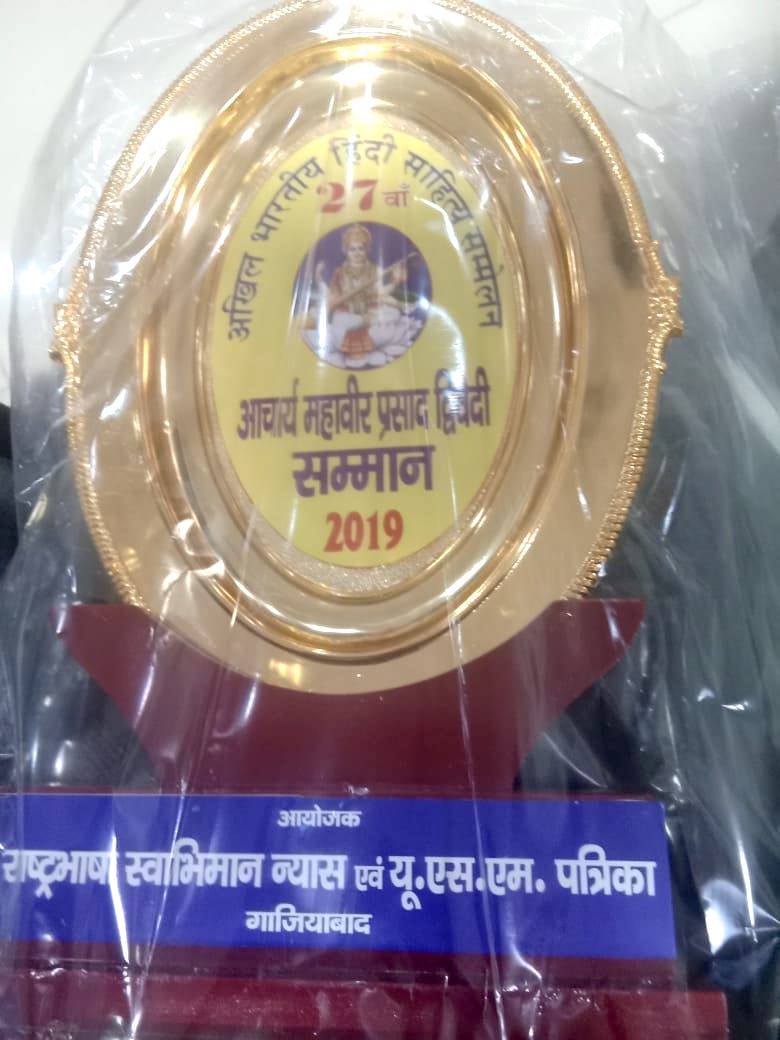 अखिल भारतीय हिंदी साहित्य सम्मेलन
27 वाँ
आचार्य महावीर प्रसाद द्विवेदी
सम्मान
2019
आयोजक
राष्ट्रभाषा स्वाभिमान न्यास एवं यू.एस.एम. पत्रिका
गाजियाबाद